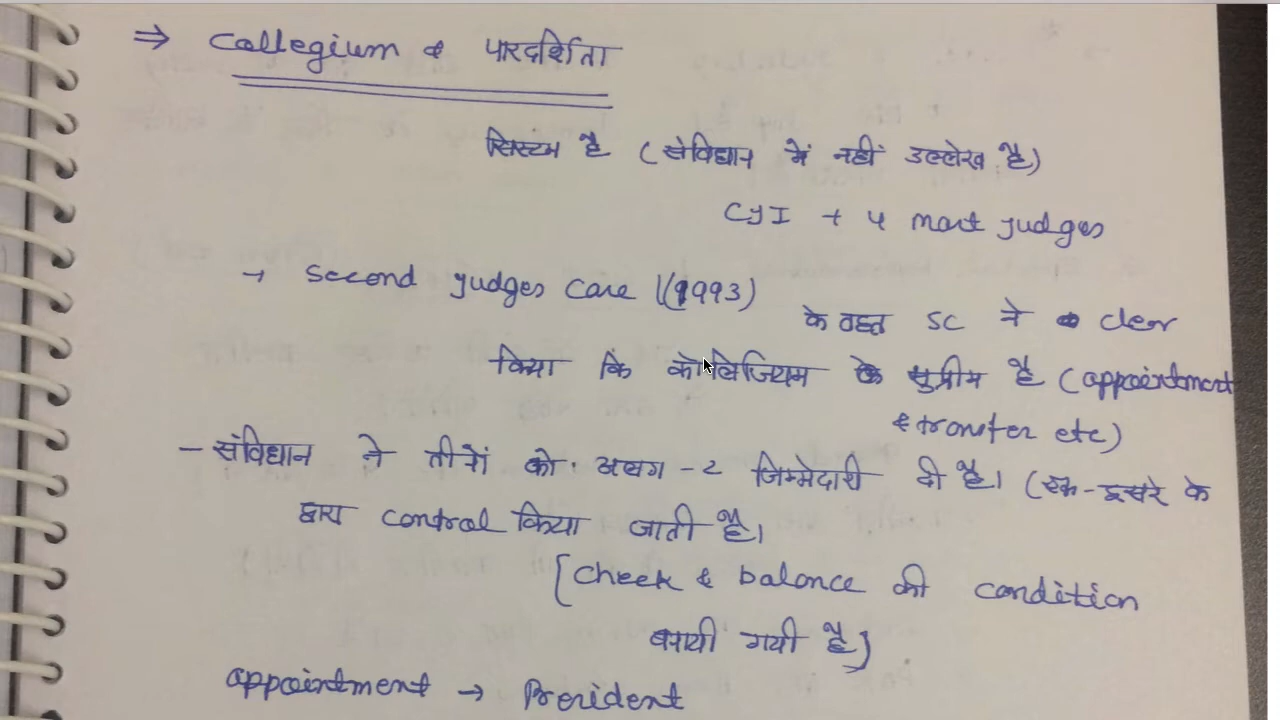 ⇒ Collegium & पारदर्शिता
सिस्टम है (संविधान में नहीं उल्लेख है)
CJI + 4 most judges
→ Second judges case (1993)
के तहत SC ने clear
किया कि कॉलिजियम सुप्रीम है (appointment
& transfer etc)
- संविधान ने तीनों को अलग-2 जिम्मेदारी दी है। (एक-दूसरे के
द्वारा control किया जाती है।
[Check & balance की condition
बनायी गयी है]
appointment → President